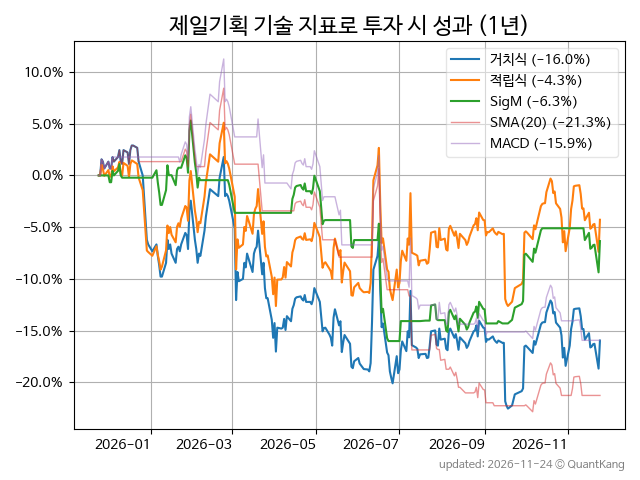 제일기획 기술 지표로 투자 시 성과 (1년)
거치식 (−16.0%)
적립식 (−4.3%)
SigM (−6.3%)
SMA(20) (−21.3%)
MACD (−15.9%)
10.0%
5.0%
0.0%
−5.0%
−10.0%
−15.0%
−20.0%
2026-01 2026-03 2026-05 2026-07 2026-09 2026-11
updated: 2026-11-24 © QuantKang